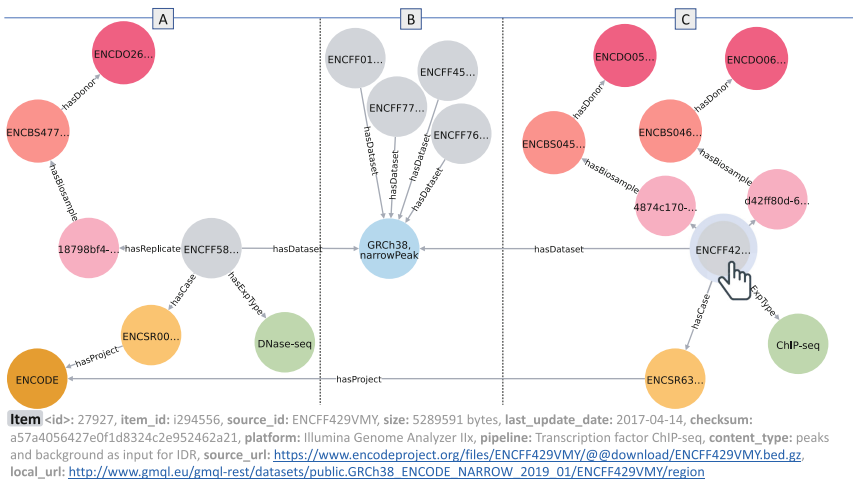 A
B
C
ENCDO26...
hasDonor
ENCBS477...
hasBiosample
18798bf4-...
hasReplicate
ENCFF58...
hasDataset
hasCase
hasExpType
ENCSR00...
DNase-seq
hasProject
ENCODE
ENCFF01...
ENCFF45...
ENCFF77...
ENCFF76...
hasDataset
hasDataset
hasDataset
hasDataset
GRCh38,
narrowPeak
ENCDO05...
ENCDO06...
hasDonor
hasDonor
ENCBS045...
ENCBS046...
hasBiosample
hasBiosample
4874c170-...
d42ff80d-6...
hasDataset
ENCFF42...
hasCase
ExpType
ChIP-seq
hasProject
ENCSR63...
Item <id>: 27927, item_id: i294556, source_id: ENCFF429VMY, size: 5289591 bytes, last_update_date: 2017-04-14, checksum:
a57a4056427e0f1d8324c2e952462a21, platform: Illumina Genome Analyzer IIx, pipeline: Transcription factor ChIP-seq, content_type: peaks
and background as input for IDR, source_url: https://www.encodeproject.org/files/ENCFF429VMY/@@download/ENCFF429VMY.bed.gz,
local_url: http://www.gmql.eu/gmql-rest/datasets/public.GRCh38_ENCODE_NARROW_2019_01/ENCFF429VMY/region